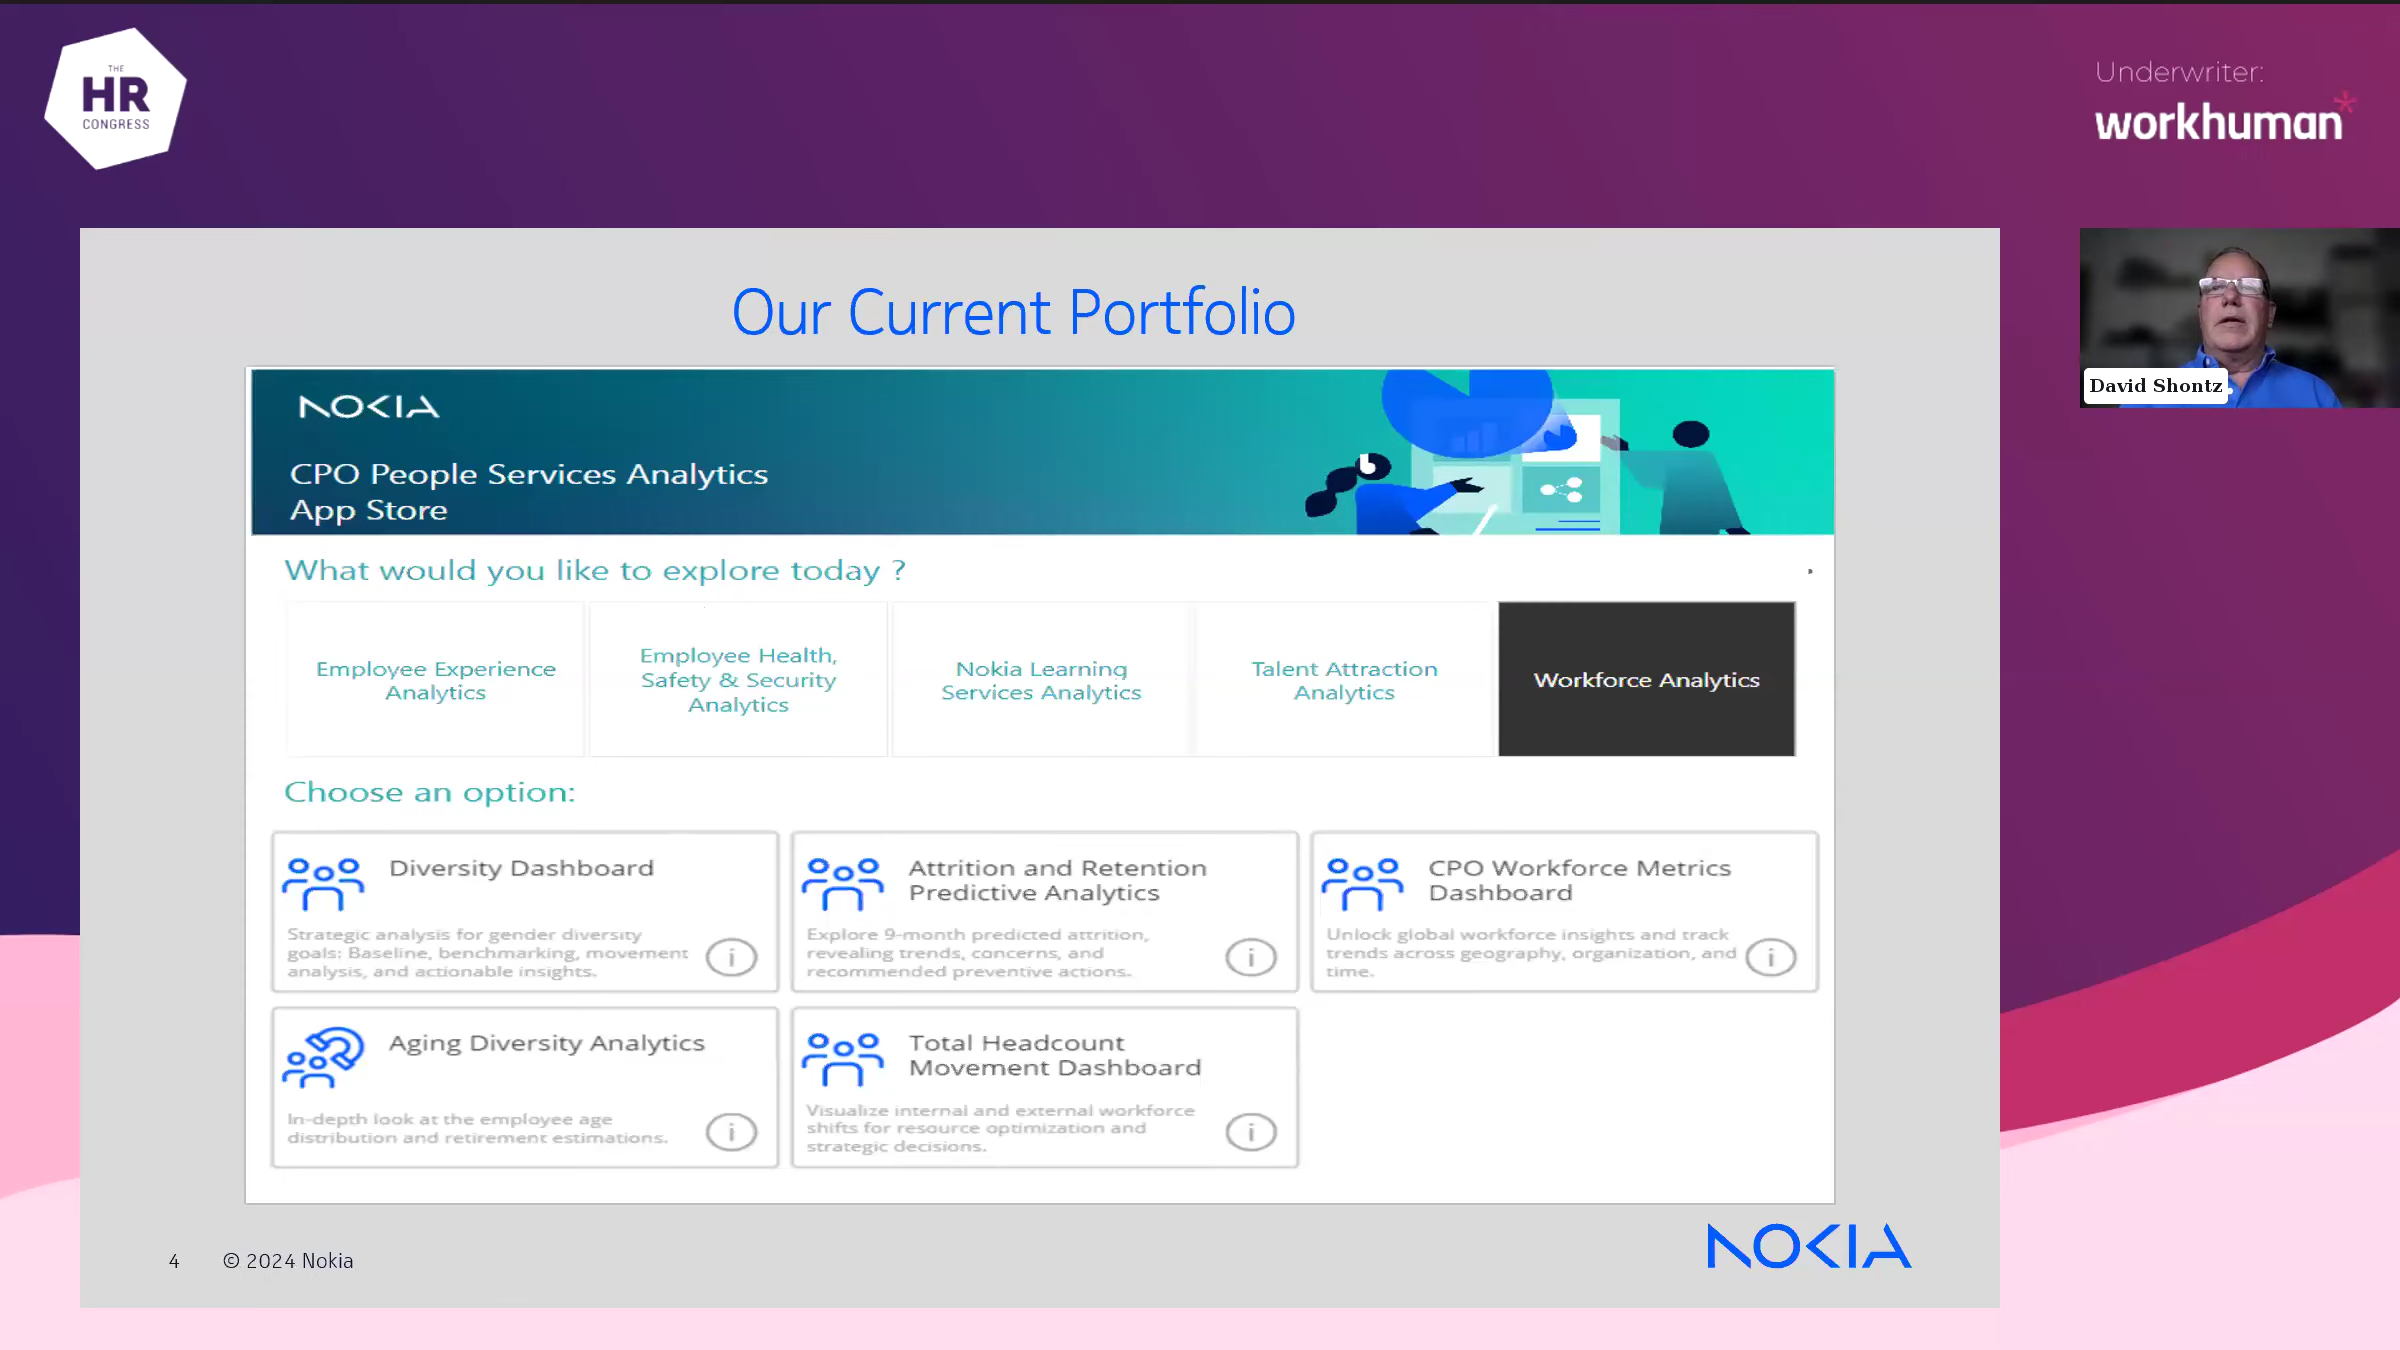 THE
HR
CONGRESS
Underwriter:
workhuman*
Our Current Portfolio
David Shontz
NOKIA
CPO People Services Analytics
App Store
What would you like to explore today ?
Employee Experience
Analytics
Employee Health,
Safety & Security
Analytics
Nokia Learning
Services Analytics
Talent Attraction
Analytics
Workforce Analytics
Choose an option:
Diversity Dashboard
Strategic analysis for gender diversity
goals: Baseline, benchmarking, movement
analysis, and actionable insights.
i
Attrition and Retention
Predictive Analytics
Explore 9-month predicted attrition,
revealing trends, concerns, and
recommended preventive actions.
i
CPO Workforce Metrics
Dashboard
Unlock global workforce insights and track
trends across geography, organization, and
time.
i
Aging Diversity Analytics
In-depth look at the employee age
distribution and retirement estimations.
i
Total Headcount
Movement Dashboard
Visualize internal and external workforce
shifts for resource optimization and
strategic decisions.
i
4
© 2024 Nokia
NOKIA